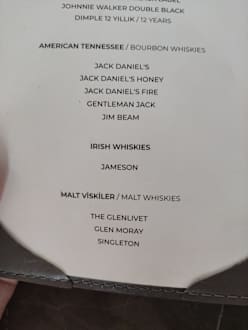 JOHNNIE WALKER DOUBLE BLACK
DIMPLE 12 YILLIK / 12 YEARS
AMERICAN TENNESSEE / BOURBON WHISKIES
JACK DANIEL'S
JACK DANIEL'S HONEY
JACK DANIEL'S FIRE
GENTLEMAN JACK
JIM BEAM
IRISH WHISKIES
JAMESON
MALT VİSKİLER / MALT WHISKIES
THE GLENLIVET
GLEN MORAY
SINGLETON